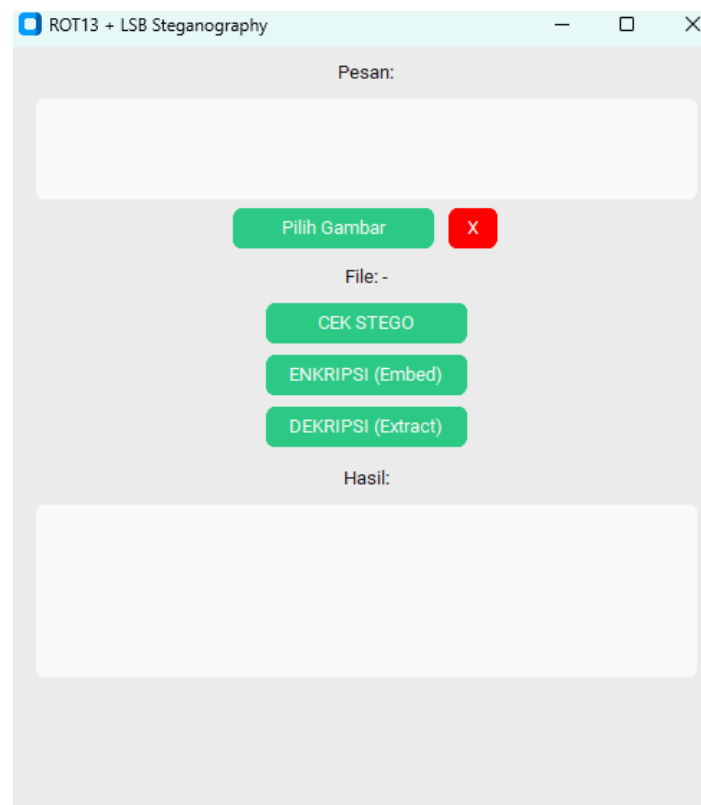 ROT13 + LSB Steganography
Pesan:
Pilih Gambar X
File: -
CEK STEGO
ENKRIPSI (Embed)
DEKRIPSI (Extract)
Hasil: